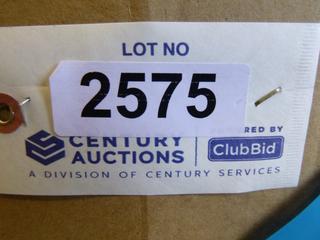 LOT NO
2575
CENTURY
AUCTIONS
RED BY
ClubBid
A DIVISION OF CENTURY SERVICES